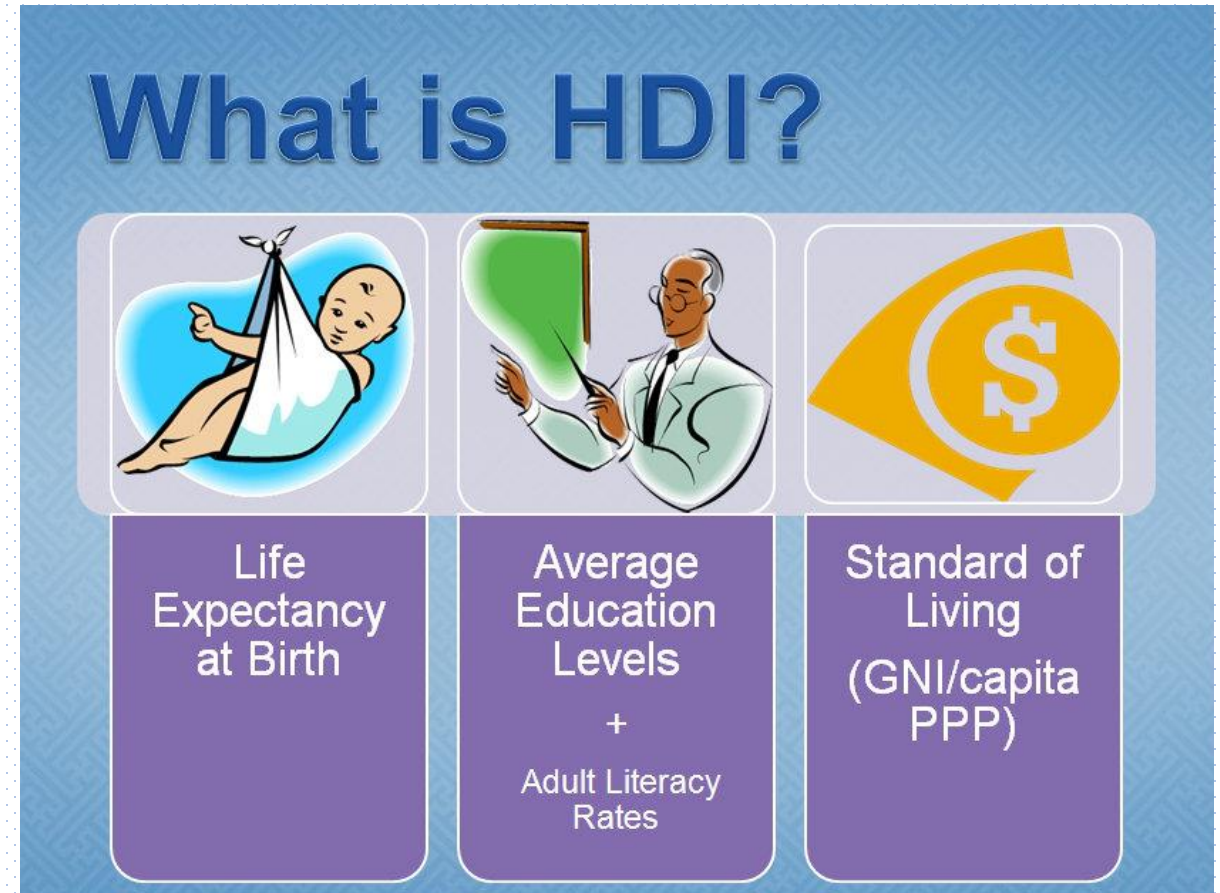 What is HDI?
Life
Expectancy
at Birth
Average
Education
Levels
+
Adult Literacy
Rates
$
Standard of
Living
(GNI/capita
PPP)